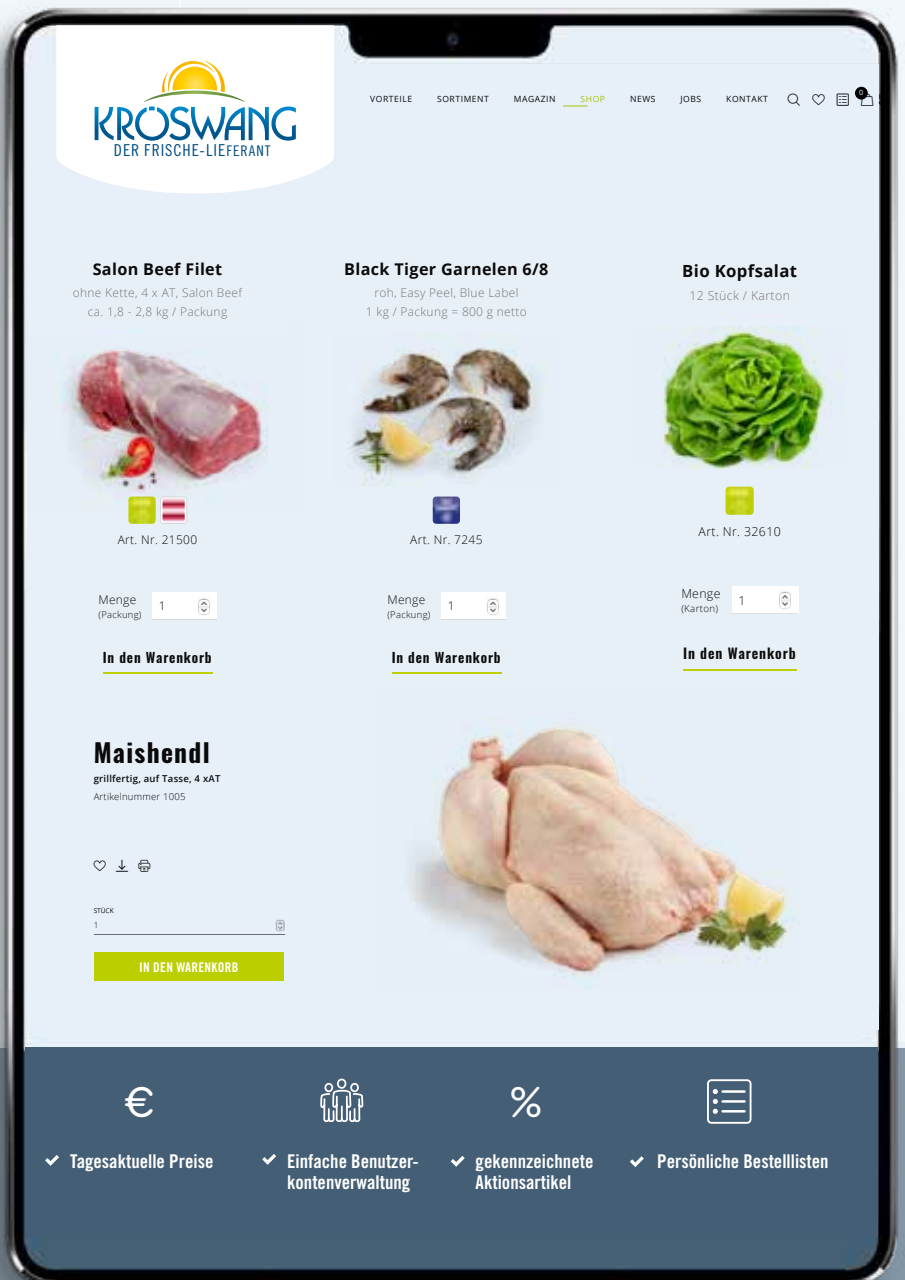 KRÖSWANG
DER FRISCHE-LIEFERANT
VORTEILE SORTIMENT MAGAZIN SHOP NEWS JOBS KONTAKT 0
Salon Beef Filet
ohne Kette, 4 x AT, Salon Beef
ca. 1,8 - 2,8 kg / Packung
Art. Nr. 21500
Menge
(Packung)
1
In den Warenkorb
Black Tiger Garnelen 6/8
roh, Easy Peel, Blue Label
1 kg / Packung = 800 g netto
Art. Nr. 7245
Menge
(Packung)
1
In den Warenkorb
Bio Kopfsalat
12 Stück / Karton
Art. Nr. 32610
Menge
(Karton)
1
In den Warenkorb
Maishendl
grillfertig, auf Tasse, 4 xAT
Artikelnummer 1005
STÜCK
1
IN DEN WARENKORB
€
Tagesaktuelle Preise
Einfache Benutzer-
kontenverwaltung
%
gekennzeichnete
Aktionsartikel
Persönliche Bestelllisten